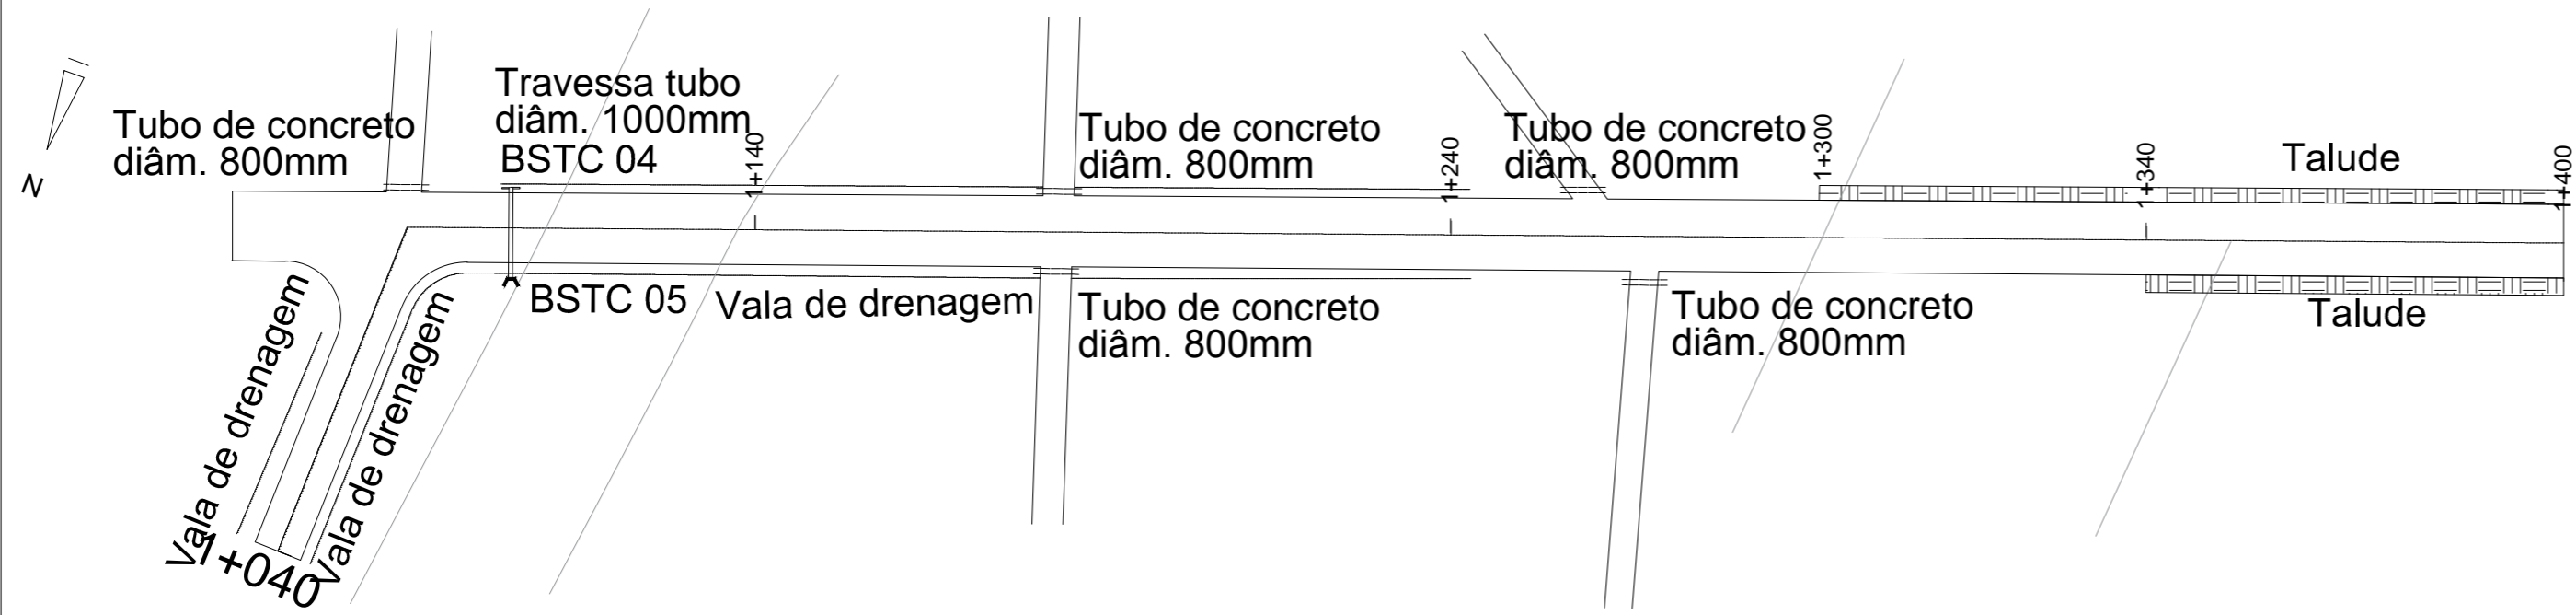 N
Tubo de concreto
diâm. 800mm
Travessa tubo
diâm. 1000mm
BSTC 04
1+140
Tubo de concreto
diâm. 800mm
1+240
Tubo de concreto
diâm. 800mm
1+300
1+340
Talude
1+400
Vala de drenagem
1+040
Vala de drenagem
BSTC 05
Vala de drenagem
Tubo de concreto
diâm. 800mm
Tubo de concreto
diâm. 800mm
Talude